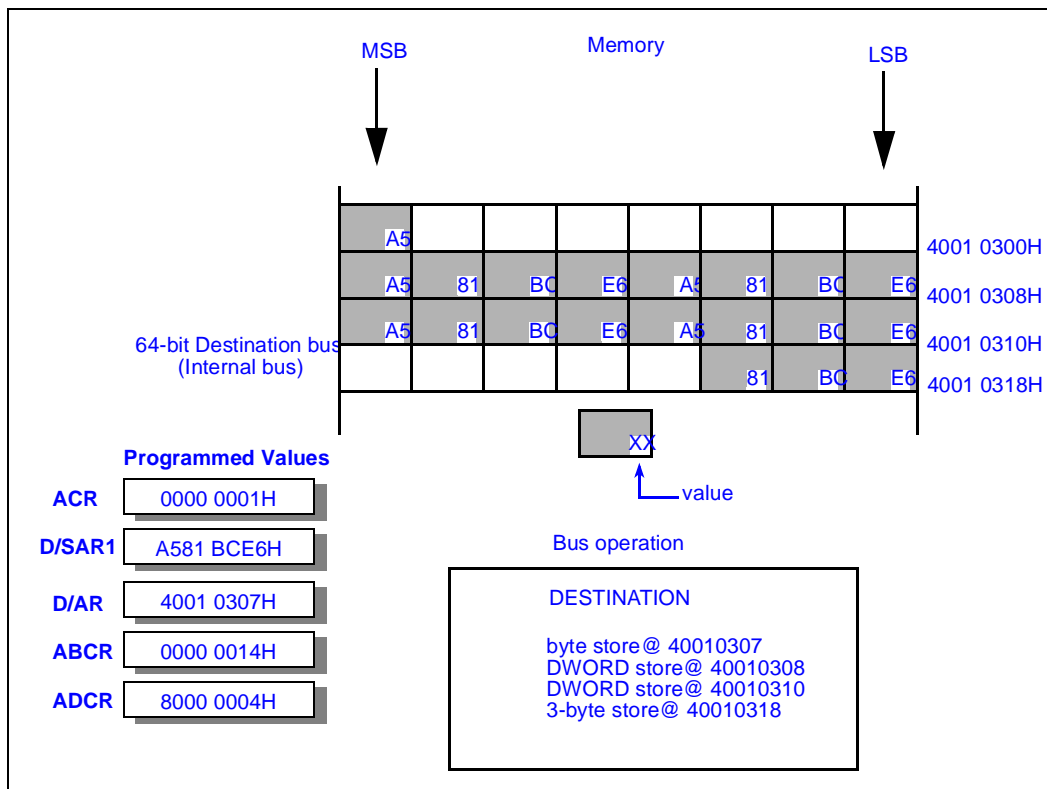 Memory
MSB
LSB
A5
4001 0300H
A5 81 BC E6 A5 81 BC E6
4001 0308H
A5 81 BC E6 A5 81 BC E6
4001 0310H
64-bit Destination bus
(Internal bus)
81 BC E6
4001 0318H
XX
value
Programmed Values
ACR 0000 0001H
D/SAR1 A581 BCE6H
D/AR 4001 0307H
ABCR 0000 0014H
ADCR 8000 0004H
Bus operation
DESTINATION
byte store@ 40010307
DWORD store@ 40010308
DWORD store@ 40010310
3-byte store@ 40010318